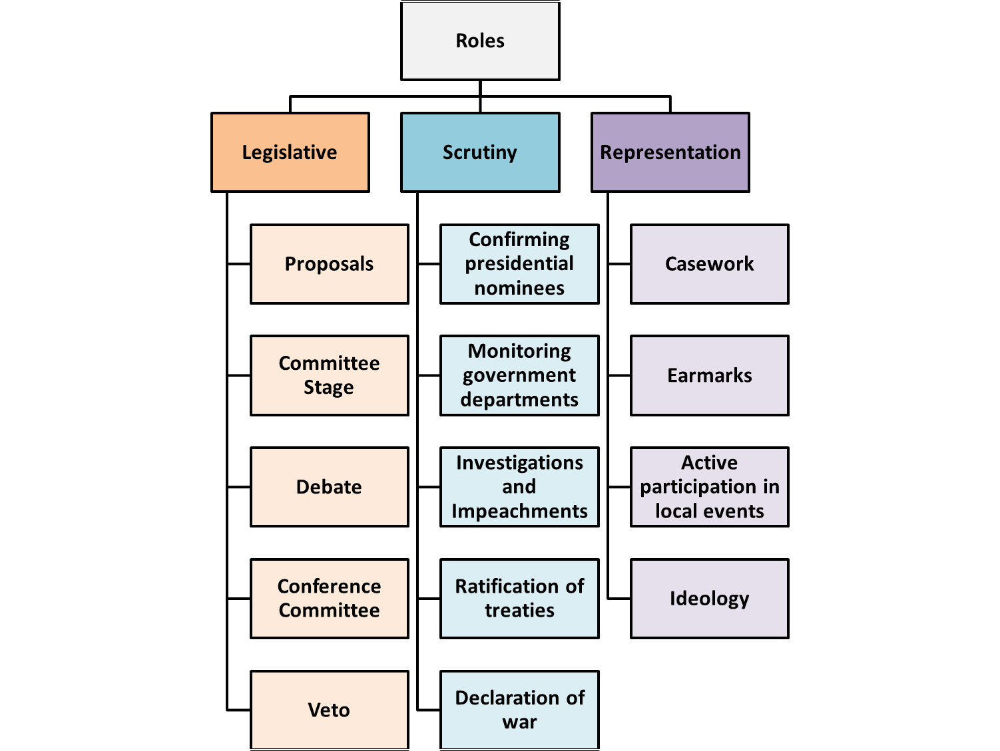 Roles
Legislative
Scrutiny
Representation
Proposals
Committee
Stage
Debate
Conference
Committee
Veto
Confirming
presidential
nominees
Monitoring
government
departments
Investigations
and
Impeachments
Ratification of
treaties
Declaration of
war
Casework
Earmarks
Active
participation in
local events
Ideology